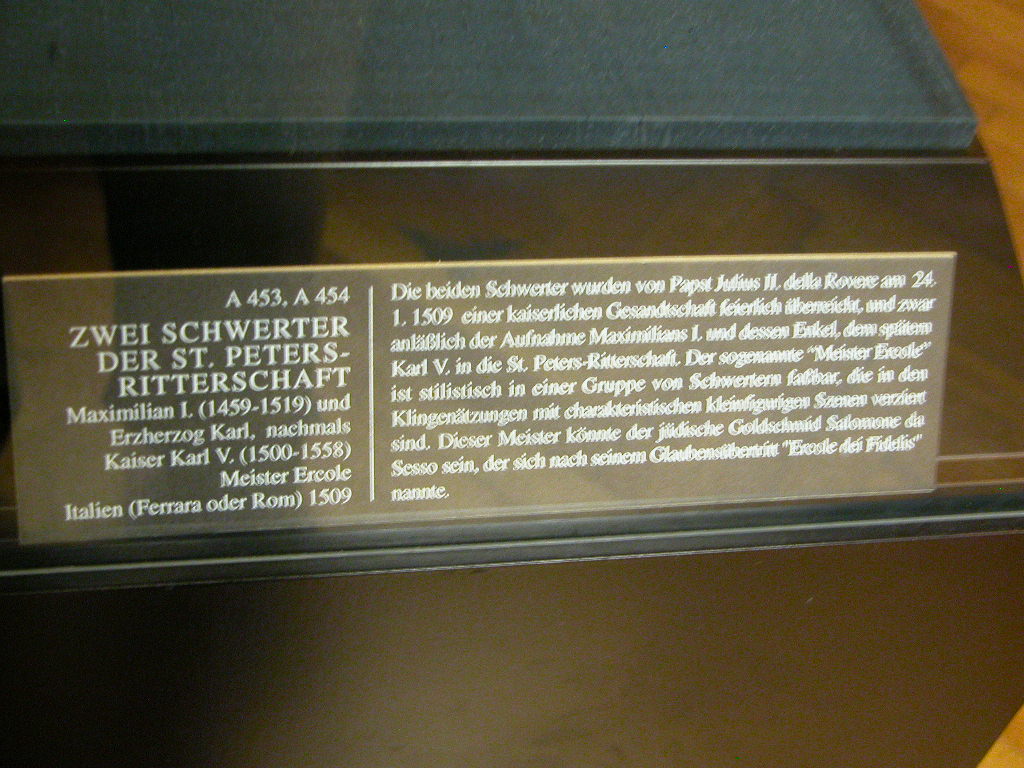 A 453, A 454
ZWEI SCHWERTER
DER ST. PETERS-
RITTERSCHAFT
Maximilian I. (1459-1519) und
Erzherzog Karl, nachmals
Kaiser Karl V. (1500-1558)
Meister Ercole
Italien (Ferrara oder Rom) 1509
Die beiden Schwerter wurden von Papst Julius II. della Rovere am 24.
1. 1509 einer kaiserlichen Gesandtschaft feierlich überreicht, und zwar
anläßlich der Aufnahme Maximilians I. und dessen Enkel, dem spätern
Karl V. in die St. Peters-Ritterschaft. Der sogenannte "Meister Ercole"
ist stilistisch in einer Gruppe von Schwertern faßbar, die in den
Klingenätzungen mit charakteristischen kleinfigurigen Szenen verziert
sind. Dieser Meister könnte der jüdische Goldschmid Salomone da
Sesso sein, der sich nach seinem Glaubensübertritt "Ercole dei Fidelis"
nannte.